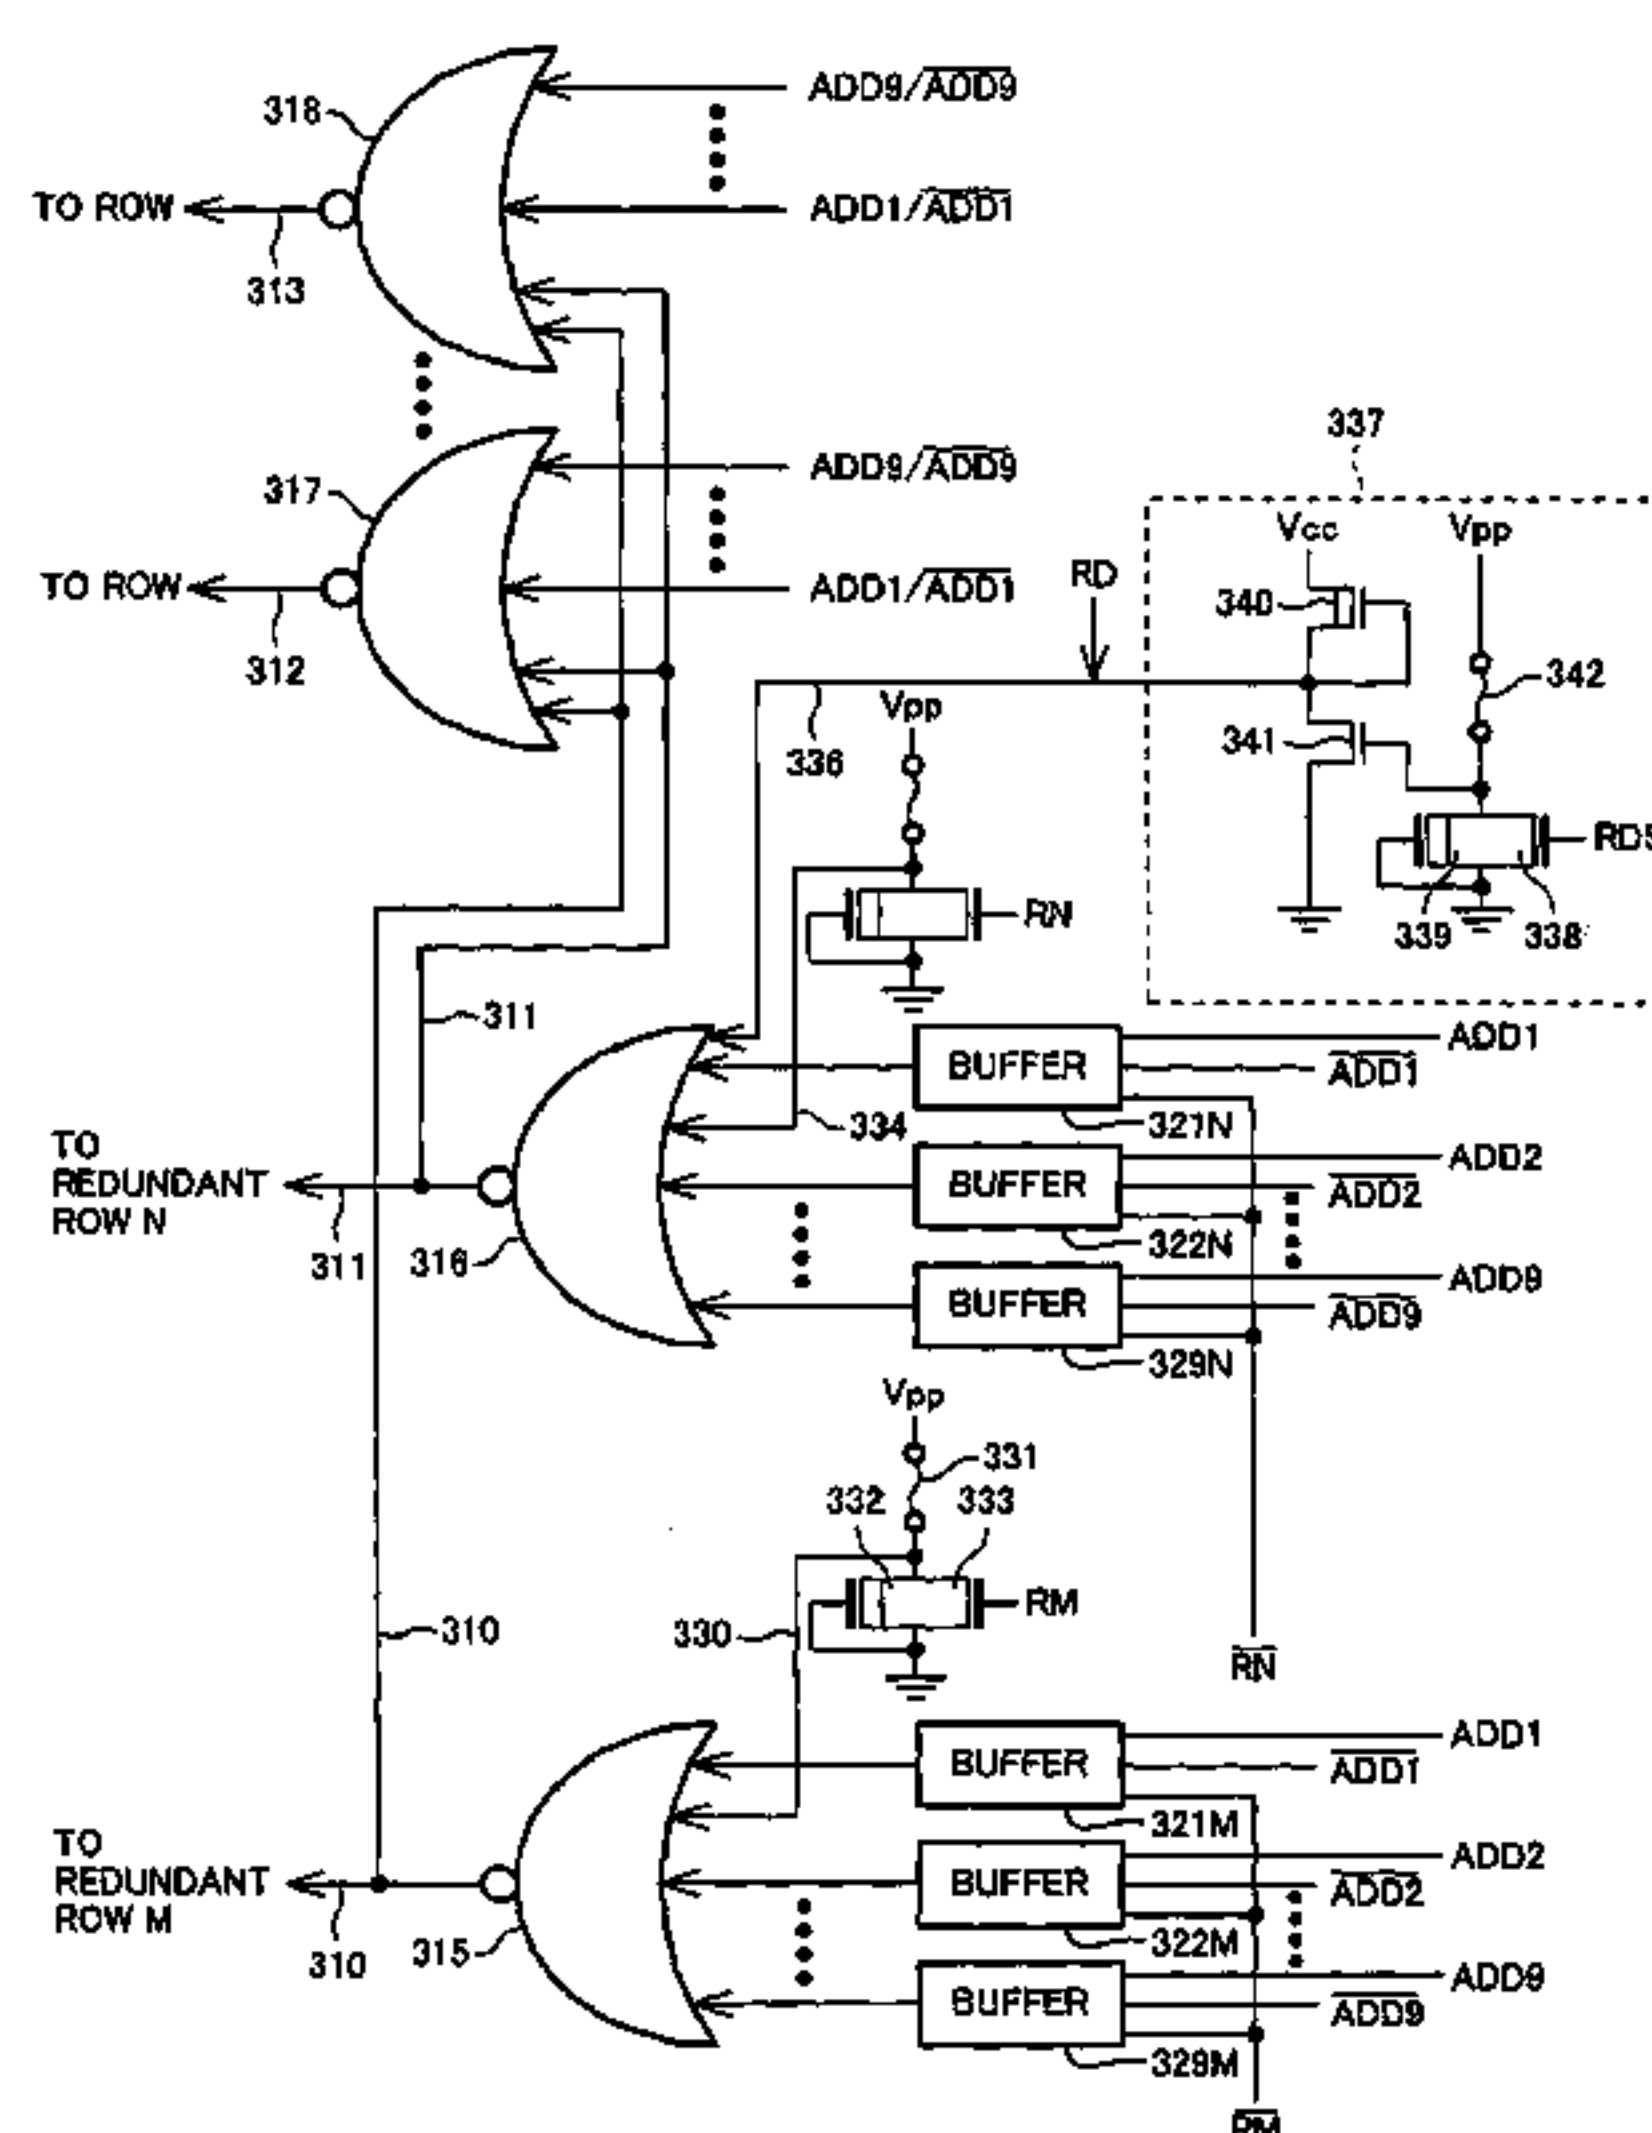 318
ADD9/ADD9
TO ROW
ADD1/ADD1
313
317
ADD9/ADD9
337
Vcc
Vpp
TO ROW
ADD1/ADD1
RD
340
312
342
Vpp
336
341
339
338
RN
311
BUFFER
ADD1
ADD1
334
321N
TO
REDUNDANT
ROW N
BUFFER
ADD2
ADD2
311
316
322N
BUFFER
ADD9
ADD9
329N
Vpp
331
332
333
RM
310
330
RN
BUFFER
ADD1
ADD1
321M
TO
REDUNDANT
ROW M
BUFFER
ADD2
ADD2
310
315
322M
BUFFER
ADD9
ADD9
329M